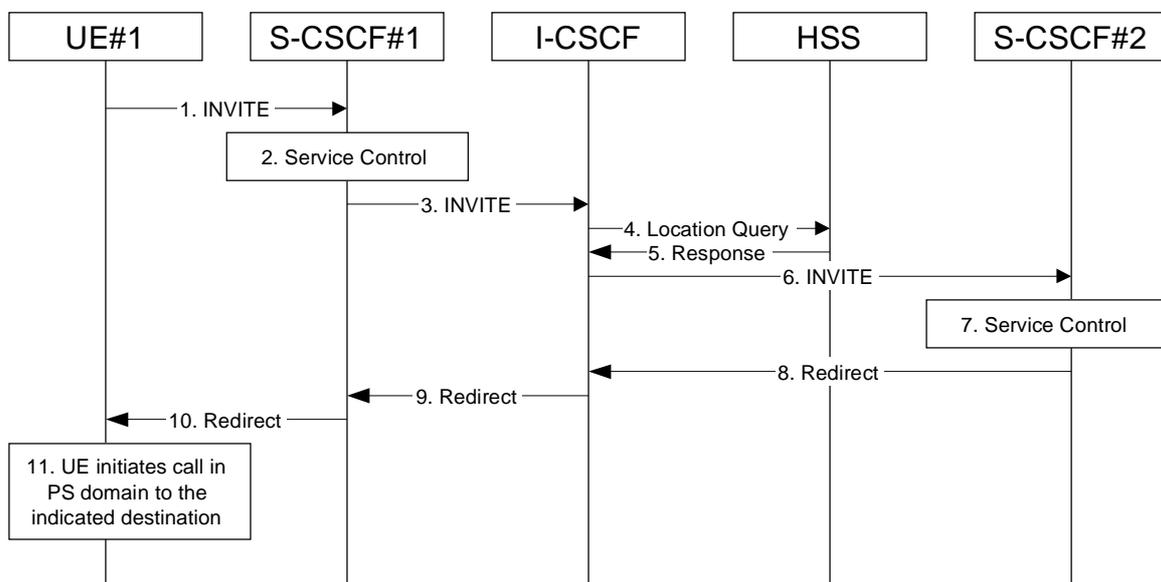 UE#1
S-CSCF#1
I-CSCF
HSS
S-CSCF#2
1. INVITE
2. Service Control
3. INVITE
4. Location Query
5. Response
6. INVITE
7. Service Control
8. Redirect
9. Redirect
10. Redirect
11. UE initiates call in
PS domain to the
indicated destination